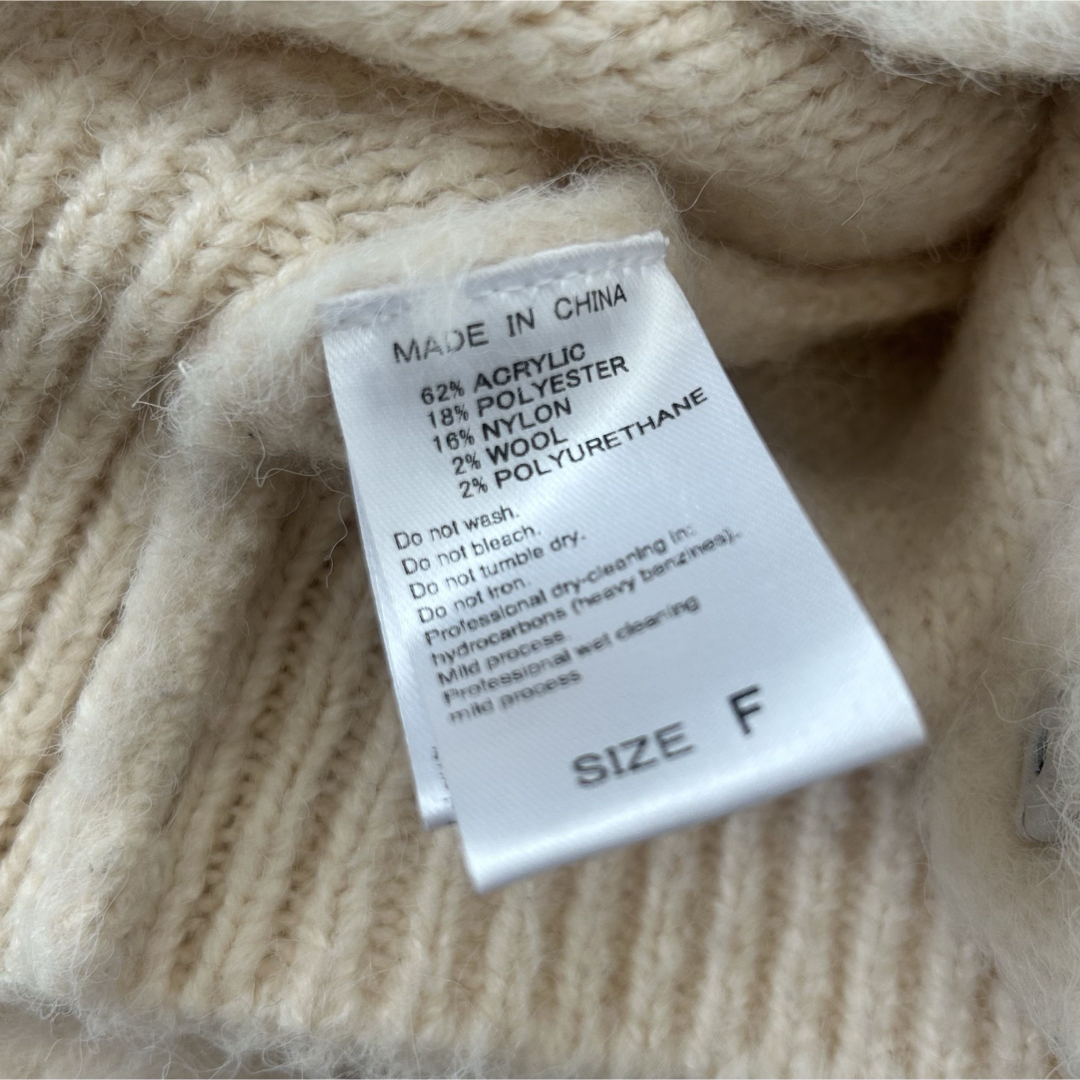 MADE IN CHINA
62% ACRYLIC
18% POLYESTER
16% NYLON
2% WOOL
2% POLYURETHANE
Do not wash.
Do not bleach.
Do not tumble dry.
Do not iron.
Professional dry-cleaning in:
hydrocarbons (heavy benzines).
Mild process.
Professional wet cleaning
mild process
SIZE F